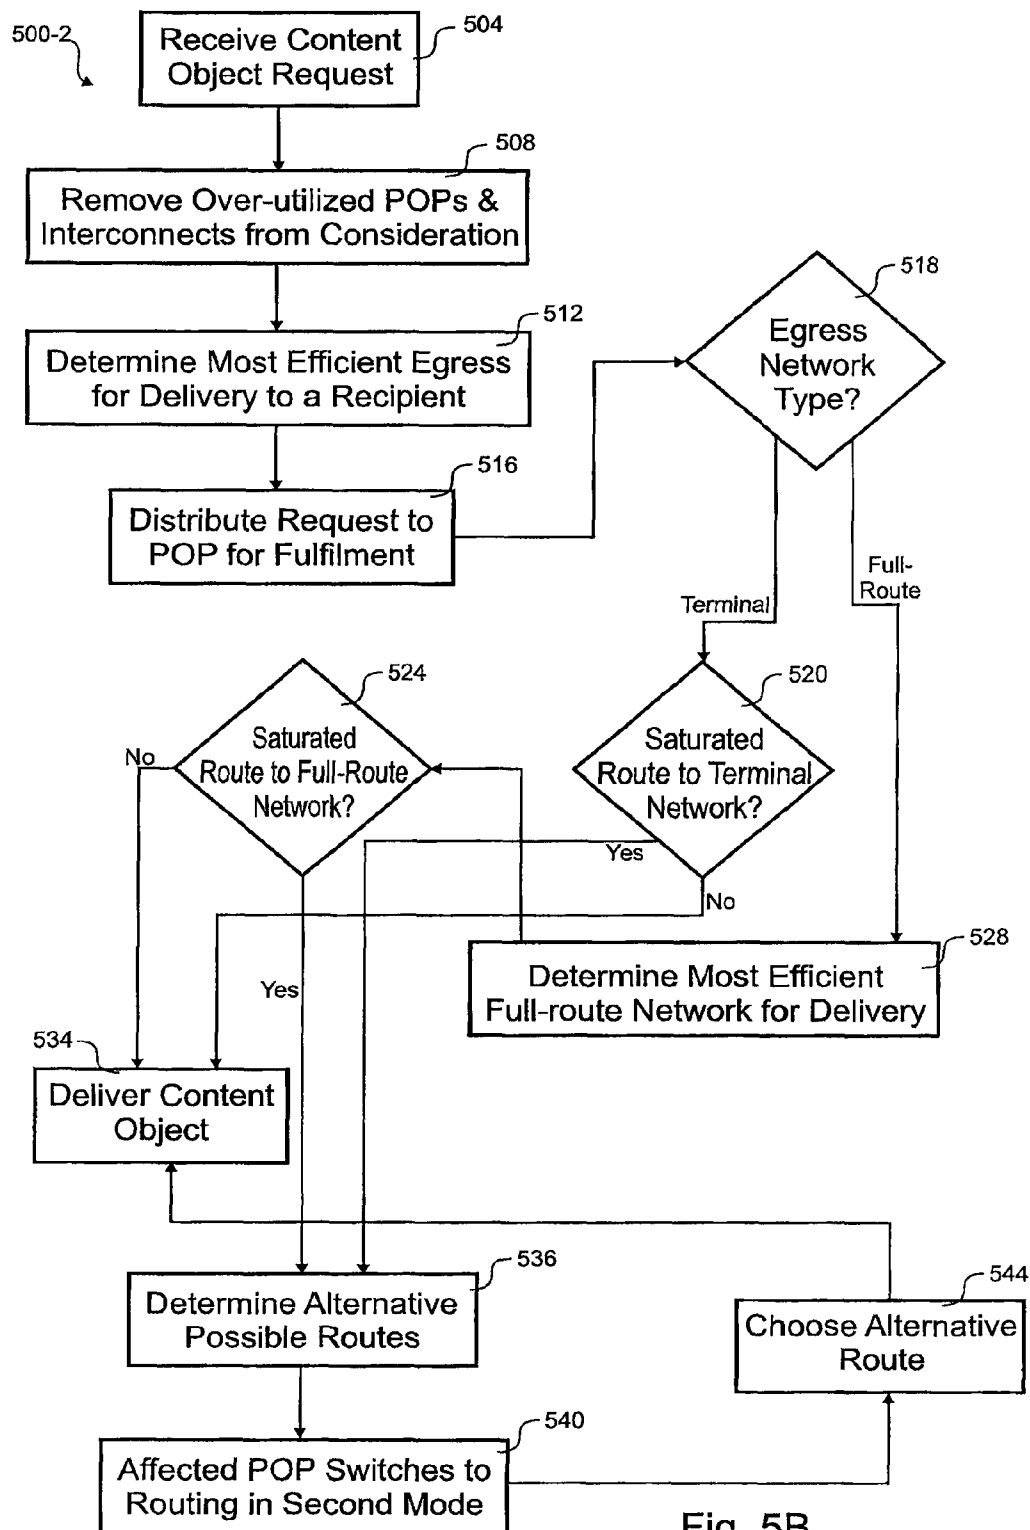 500-2
504
Receive Content
Object Request
508
Remove Over-utilized POPs &
Interconnects from Consideration
512
Determine Most Efficient Egress
for Delivery to a Recipient
516
Distribute Request to
POP for Fulfilment
518
Egress
Network
Type?
Terminal
Full-
Route
520
Saturated
Route to Terminal
Network?
Yes
No
524
Saturated
Route to Full-Route
Network?
No
Yes
528
Determine Most Efficient
Full-route Network for Delivery
534
Deliver Content
Object
536
Determine Alternative
Possible Routes
540
Affected POP Switches to
Routing in Second Mode
544
Choose Alternative
Route
Fig. 5B